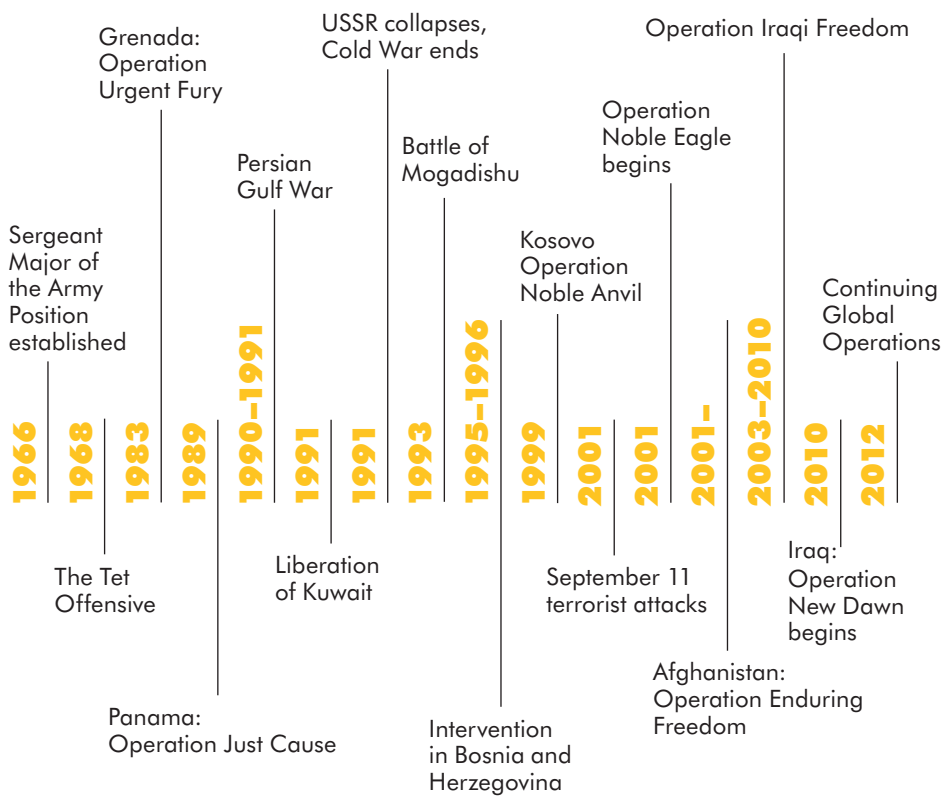 USSR collapses,
Cold War ends
Operation Iraqi Freedom
Grenada:
Operation
Urgent Fury
Operation
Noble Eagle
begins
Battle of
Mogadishu
Persian
Gulf War
Sergeant
Major of
the Army
Position
established
Kosovo
Operation
Noble Anvil
Continuing
Global
Operations
1966
1968
1983
1989
1990–1991
1991
1991
1993
1995–1996
1999
2001
2001
2001–
2003–2010
2010
2012
The Tet
Offensive
Liberation
of Kuwait
September 11
terrorist attacks
Iraq:
Operation
New Dawn
begins
Afghanistan:
Operation Enduring
Freedom
Panama:
Operation Just Cause
Intervention
in Bosnia and
Herzegovina